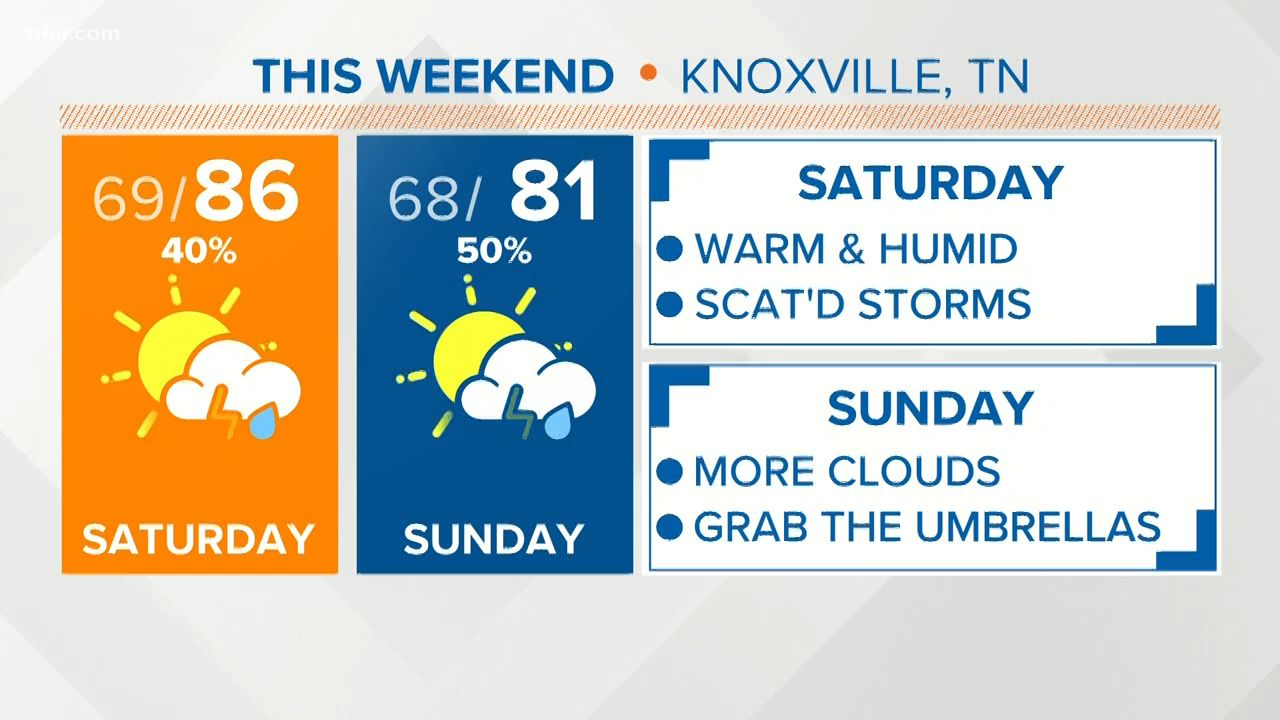 wbir.com
THIS WEEKEND • KNOXVILLE, TN
69/86
40%
SATURDAY
68/ 81
50%
SUNDAY
SATURDAY
● WARM & HUMID
● SCAT'D STORMS
SUNDAY
● MORE CLOUDS
● GRAB THE UMBRELLAS